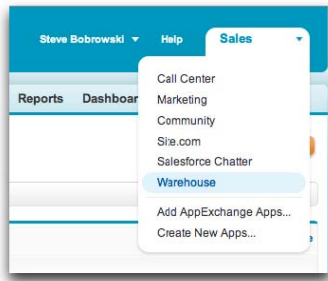 Steve Bobrowski Help Sales
Call Center
Reports Dashboar
Marketing
Community
Site.com
Salesforce Chatter
Warehouse
Add AppExchange Apps...
Create New Apps...